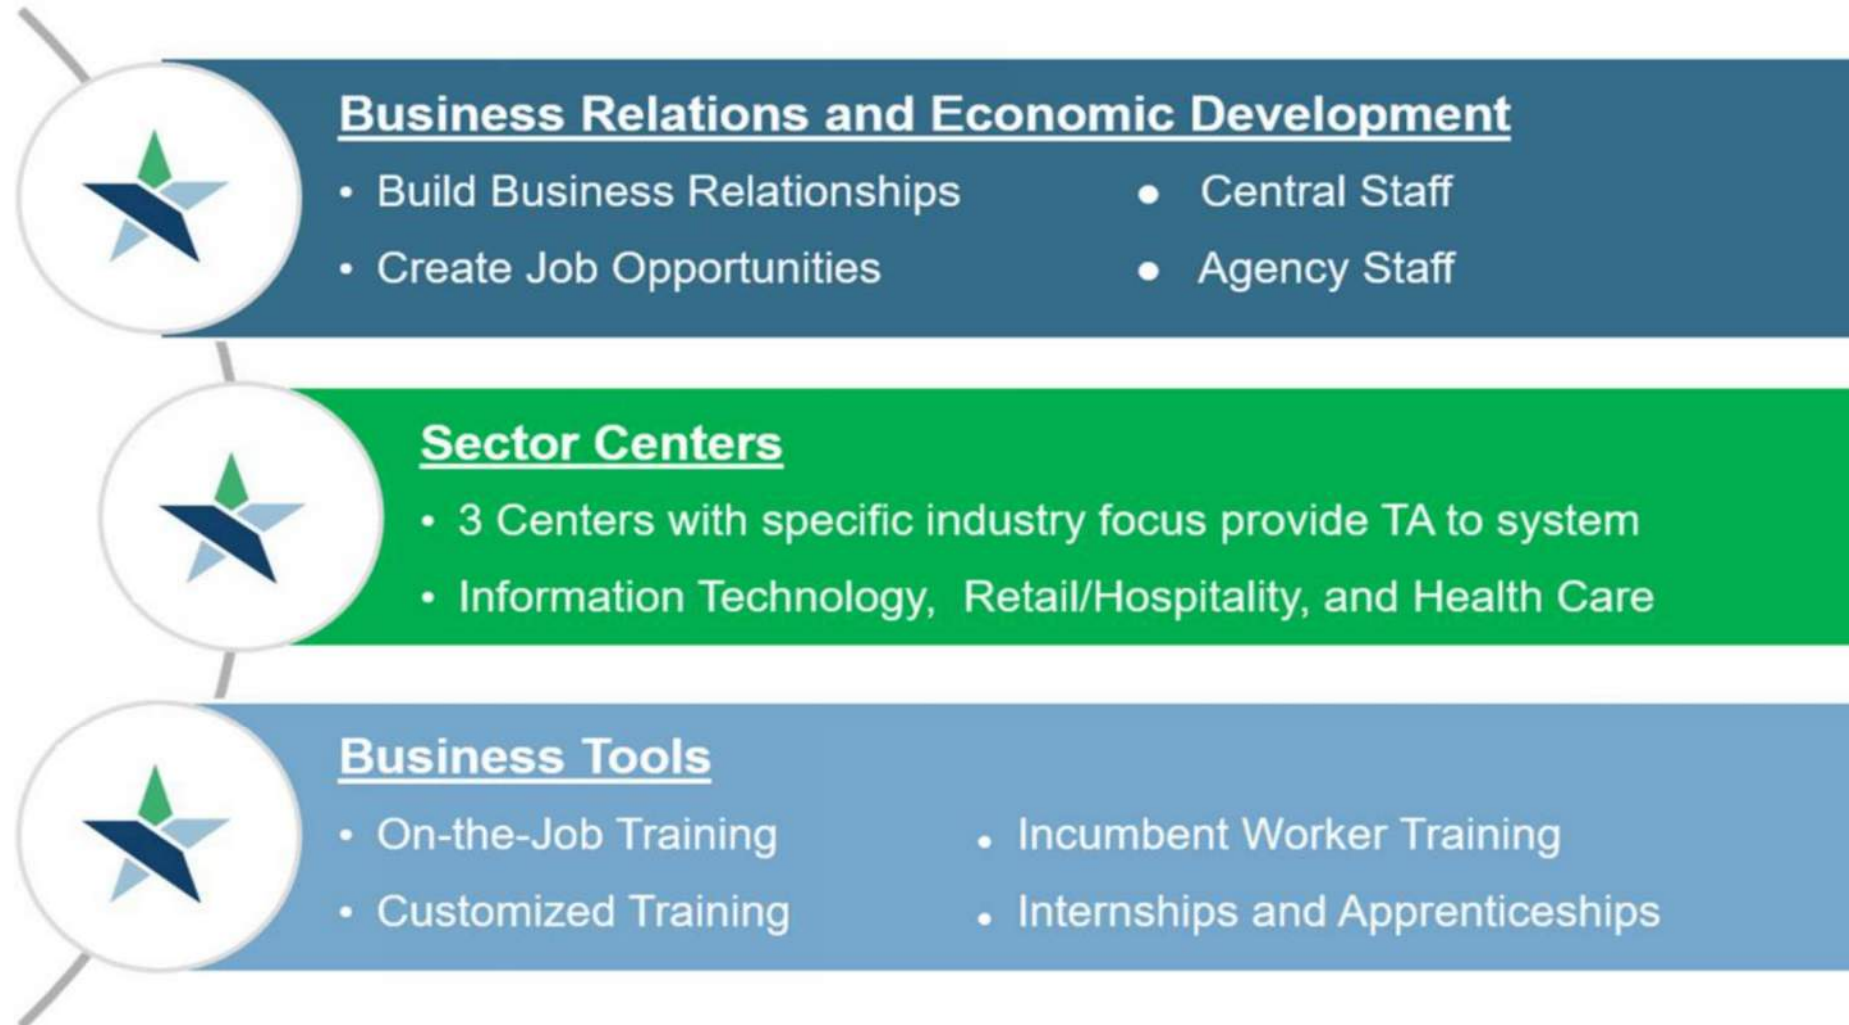 Business Relations and Economic Development
• Build Business Relationships ● Central Staff
• Create Job Opportunities ● Agency Staff
Sector Centers
• 3 Centers with specific industry focus provide TA to system
• Information Technology, Retail/Hospitality, and Health Care
Business Tools
• On-the-Job Training • Incumbent Worker Training
• Customized Training • Internships and Apprenticeships